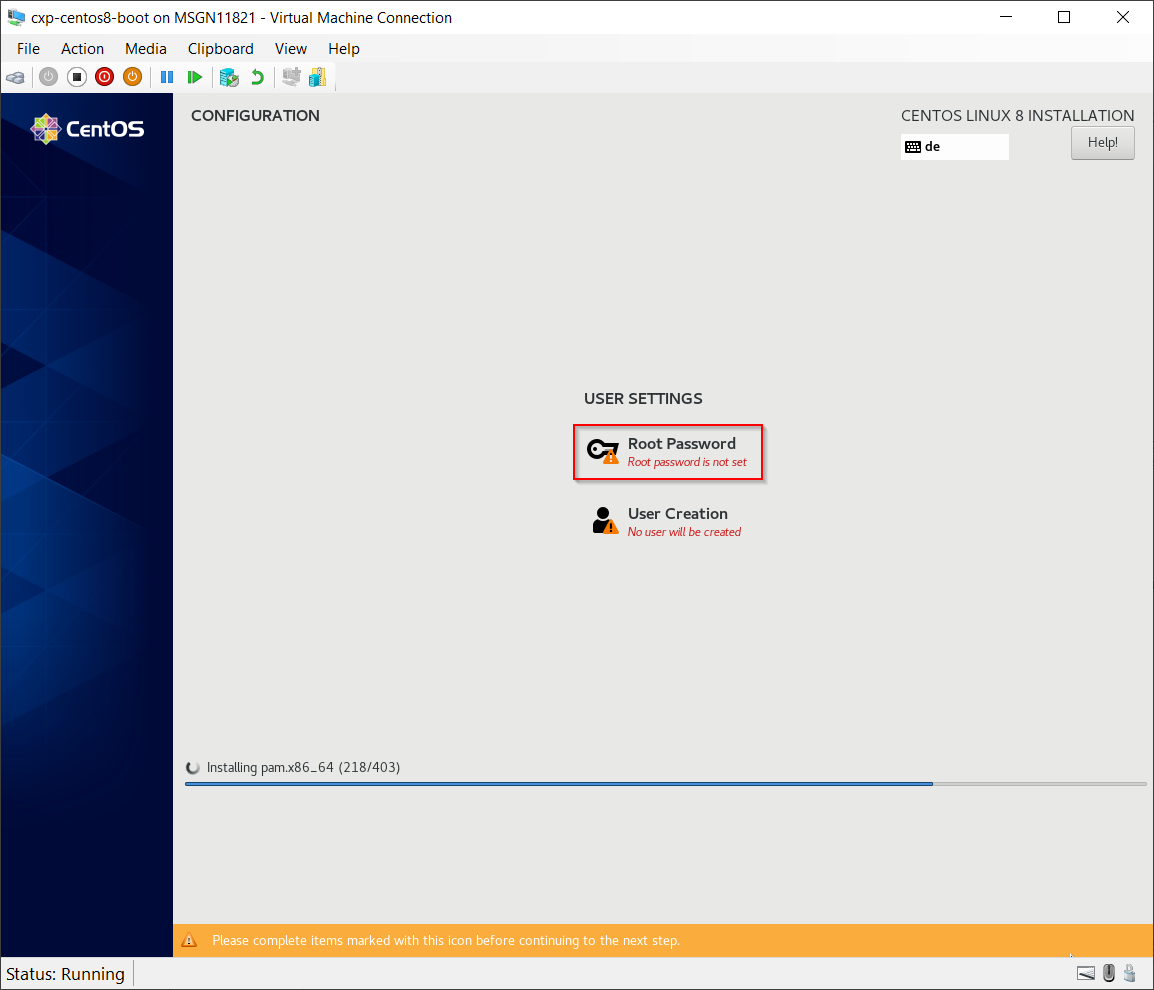 cxp-centos8-boot on MSGN11821 - Virtual Machine Connection
File Action Media Clipboard View Help
CentOS
CONFIGURATION
CENTOS LINUX 8 INSTALLATION
de
Help!
USER SETTINGS
Root Password
Root password is not set
User Creation
No user will be created
Installing pam.x86_64 (218/403)
Please complete items marked with this icon before continuing to the next step.
Status: Running